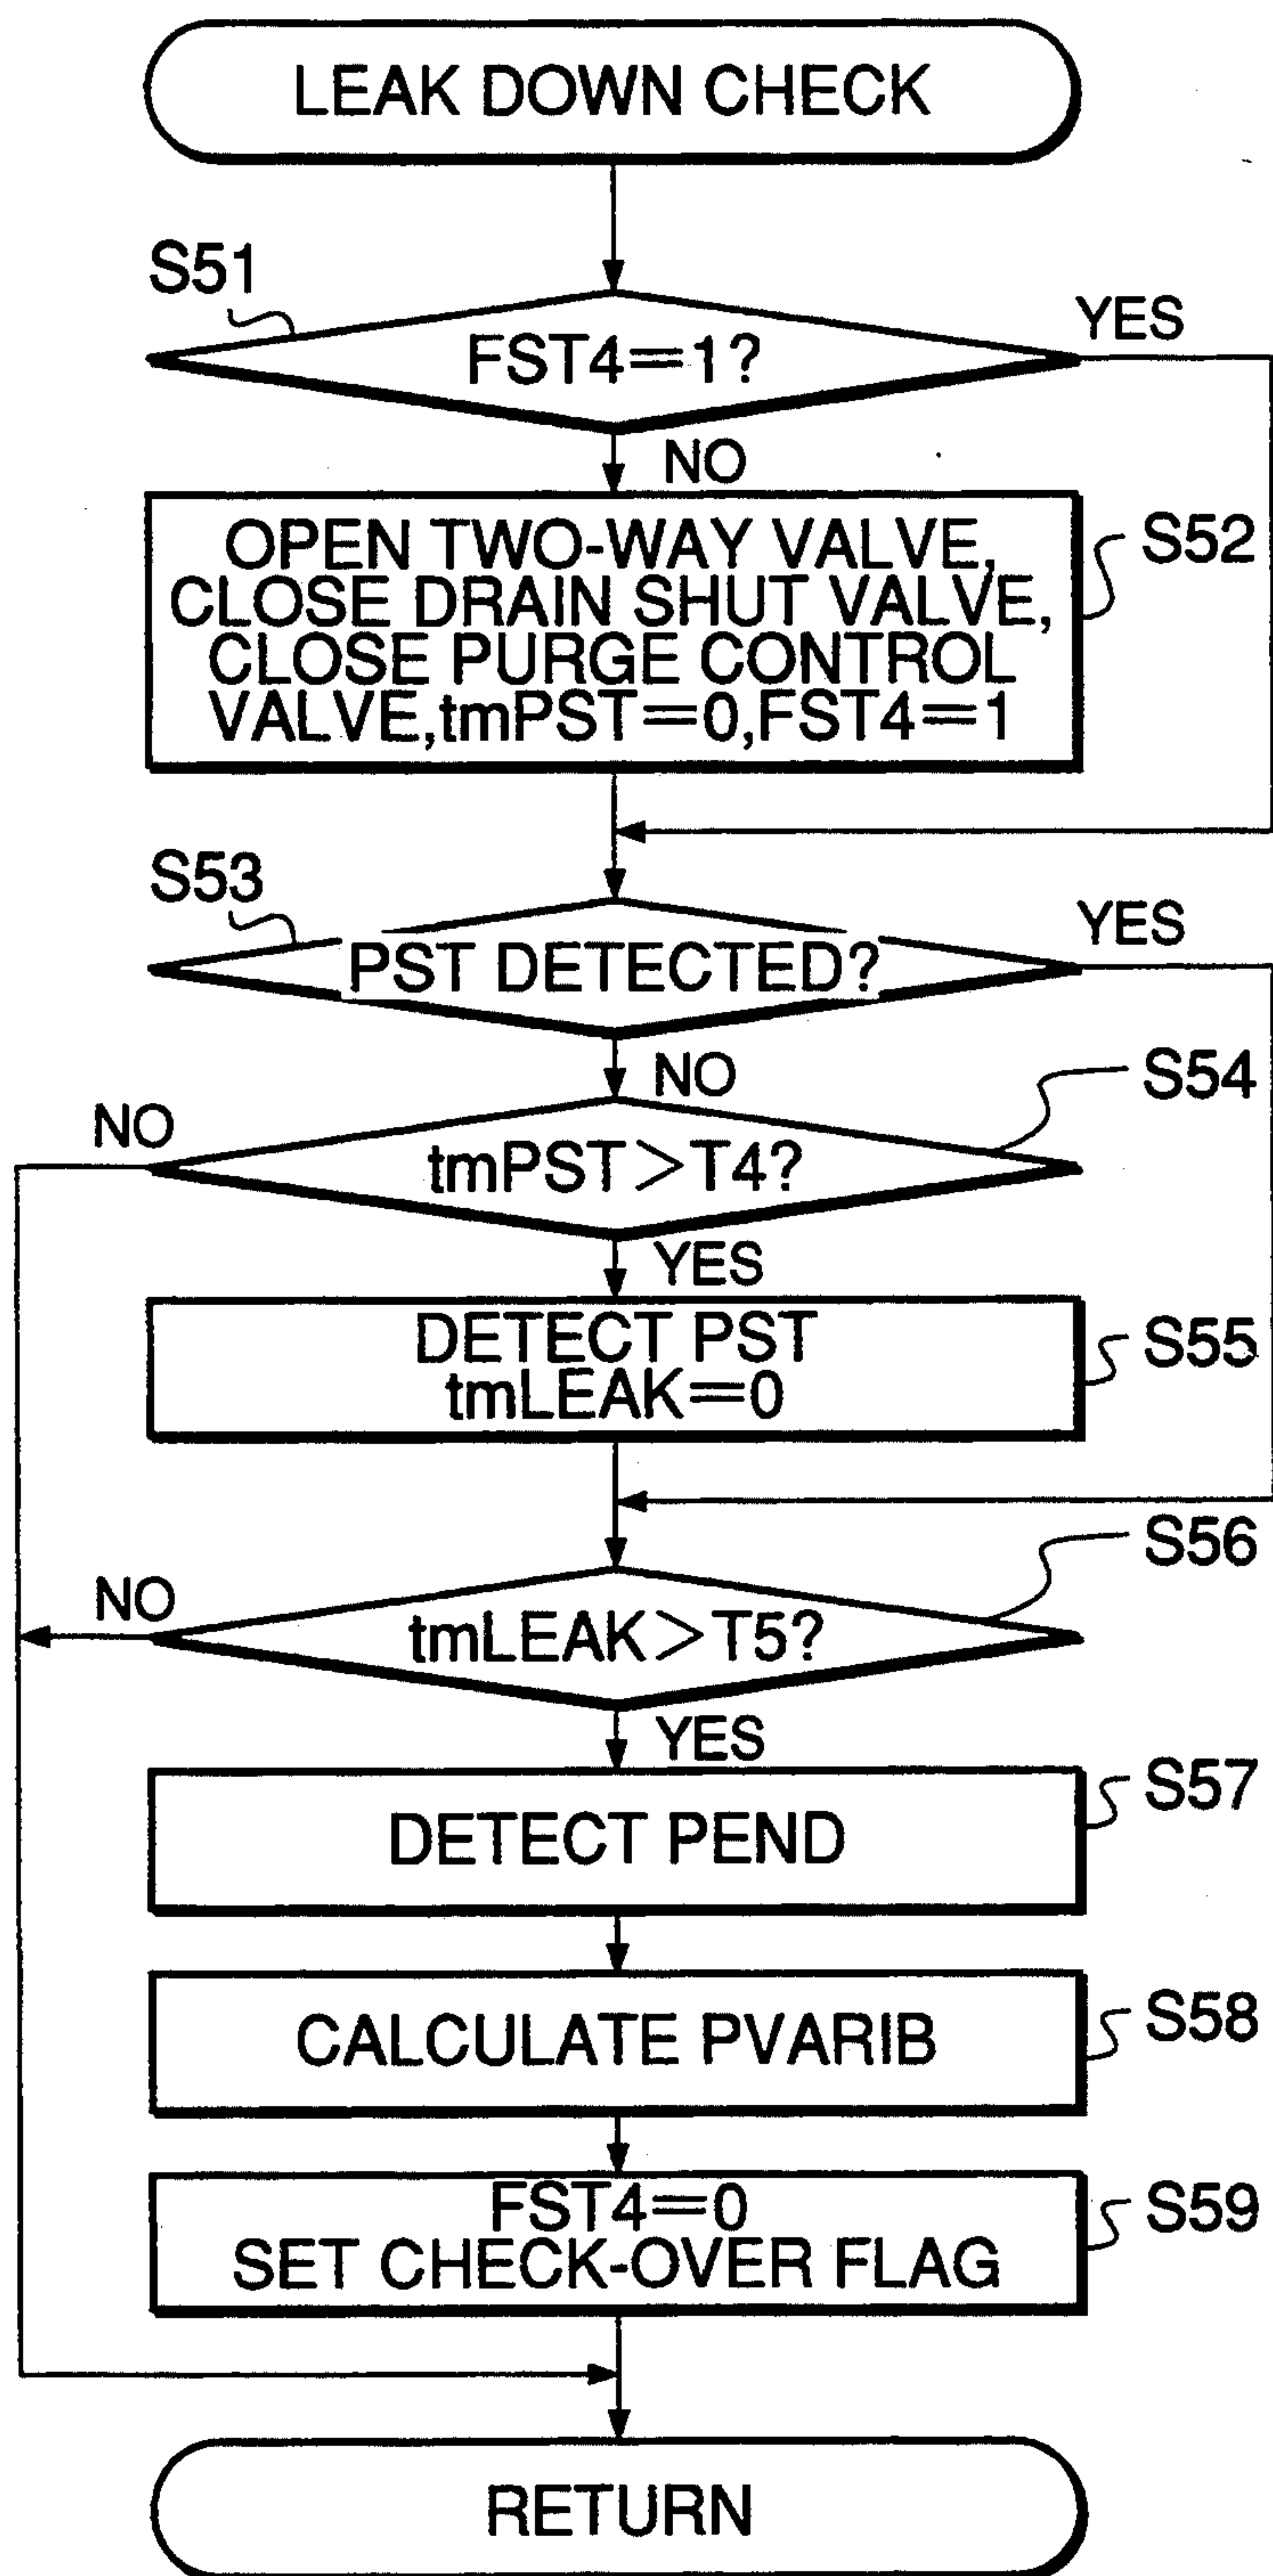 LEAK DOWN CHECK
S51
FST4=1?
YES
NO
OPEN TWO-WAY VALVE,
CLOSE DRAIN SHUT VALVE,
CLOSE PURGE CONTROL
VALVE,tmPST=0,FST4=1
S52
S53
PST DETECTED?
YES
NO
S54
NO
tmPST>T4?
YES
DETECT PST
tmLEAK=0
S55
S56
NO
tmLEAK>T5?
YES
S57
DETECT PEND
CALCULATE PVARIB
S58
FST4=0
SET CHECK-OVER FLAG
S59
RETURN